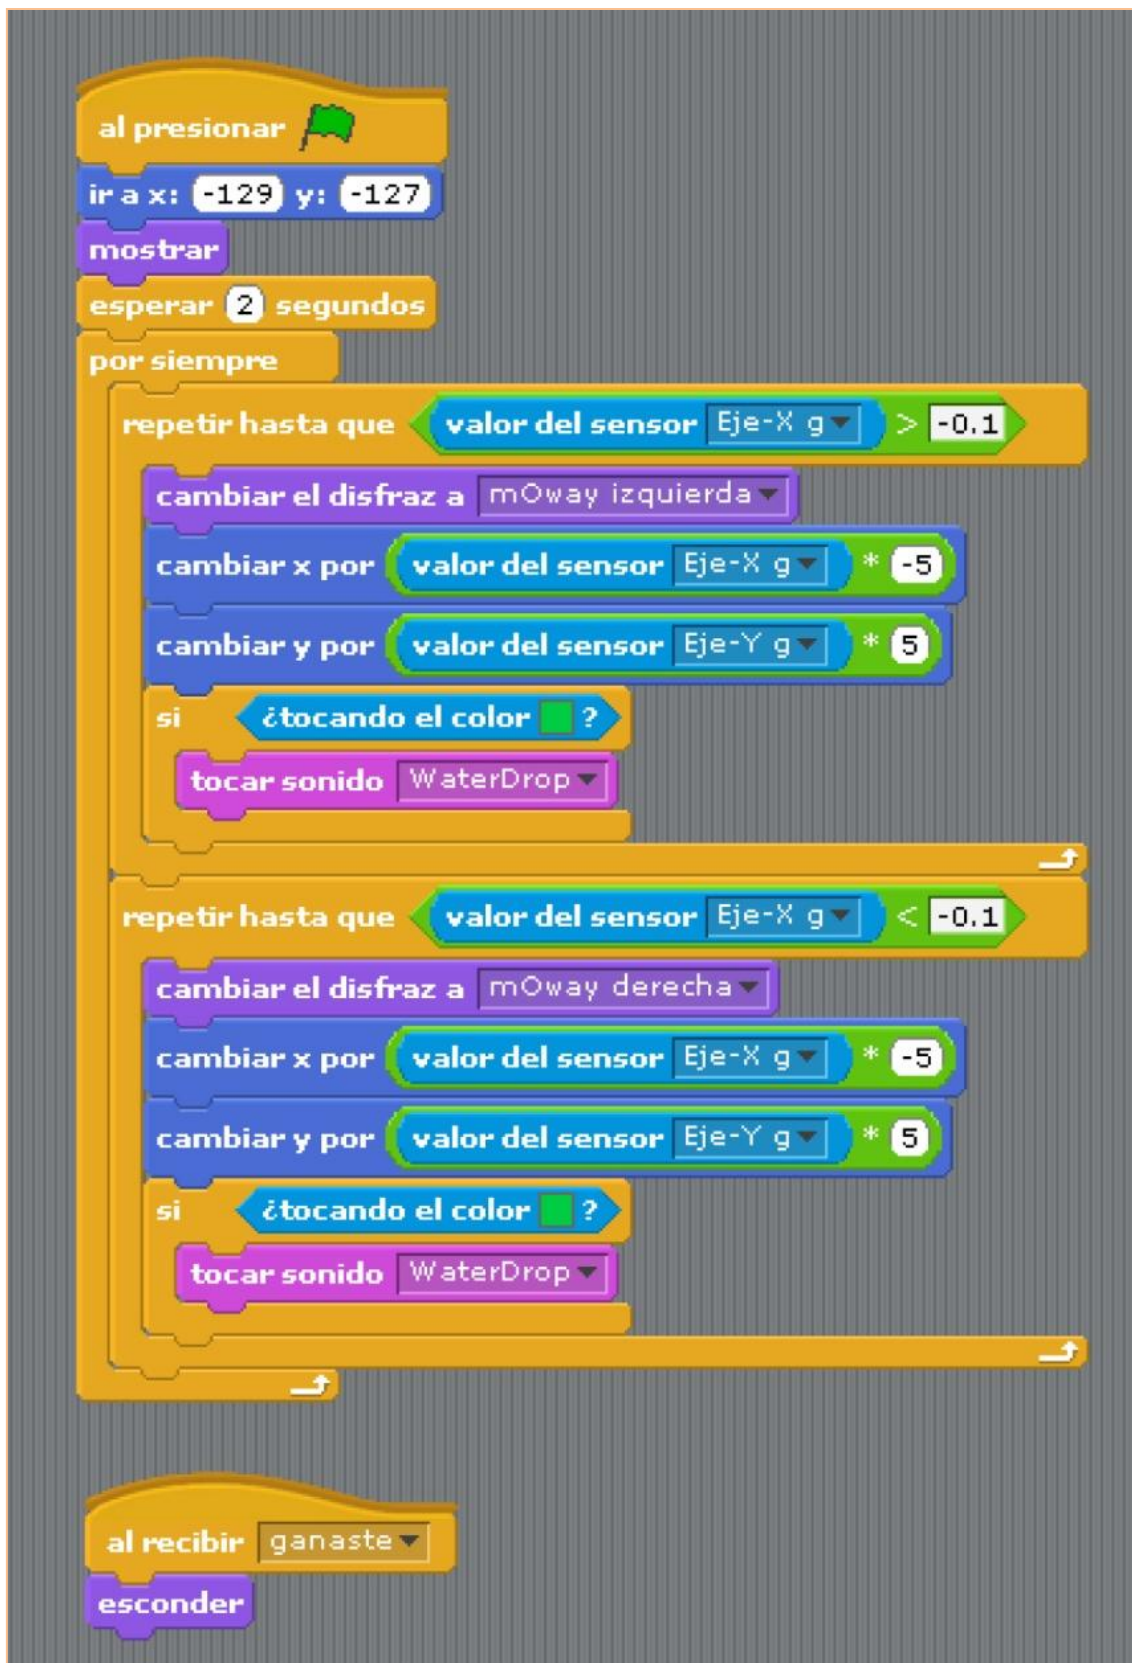 al presionar
ir a x: -129 y: -127
mostrar
esperar 2 segundos
por siempre
repetir hasta que valor del sensor Eje-X g > -0.1
cambiar el disfraz a mOway izquierda
cambiar x por valor del sensor Eje-X g * -5
cambiar y por valor del sensor Eje-Y g * 5
si ¿tocando el color ?
tocar sonido WaterDrop
repetir hasta que valor del sensor Eje-X g < -0.1
cambiar el disfraz a mOway derecha
cambiar x por valor del sensor Eje-X g * -5
cambiar y por valor del sensor Eje-Y g * 5
si ¿tocando el color ?
tocar sonido WaterDrop
al recibir ganaste
esconder